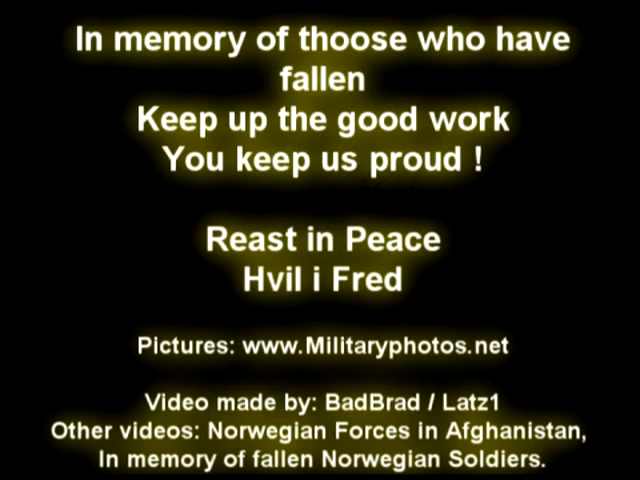 In memory of thoose who have
fallen
Keep up the good work
You keep us proud !
Reast in Peace
Hvil i Fred
Pictures: www.Militaryphotos.net
Video made by: BadBrad / Latz1
Other videos: Norwegian Forces in Afghanistan,
In memory of fallen Norwegian Soldiers.